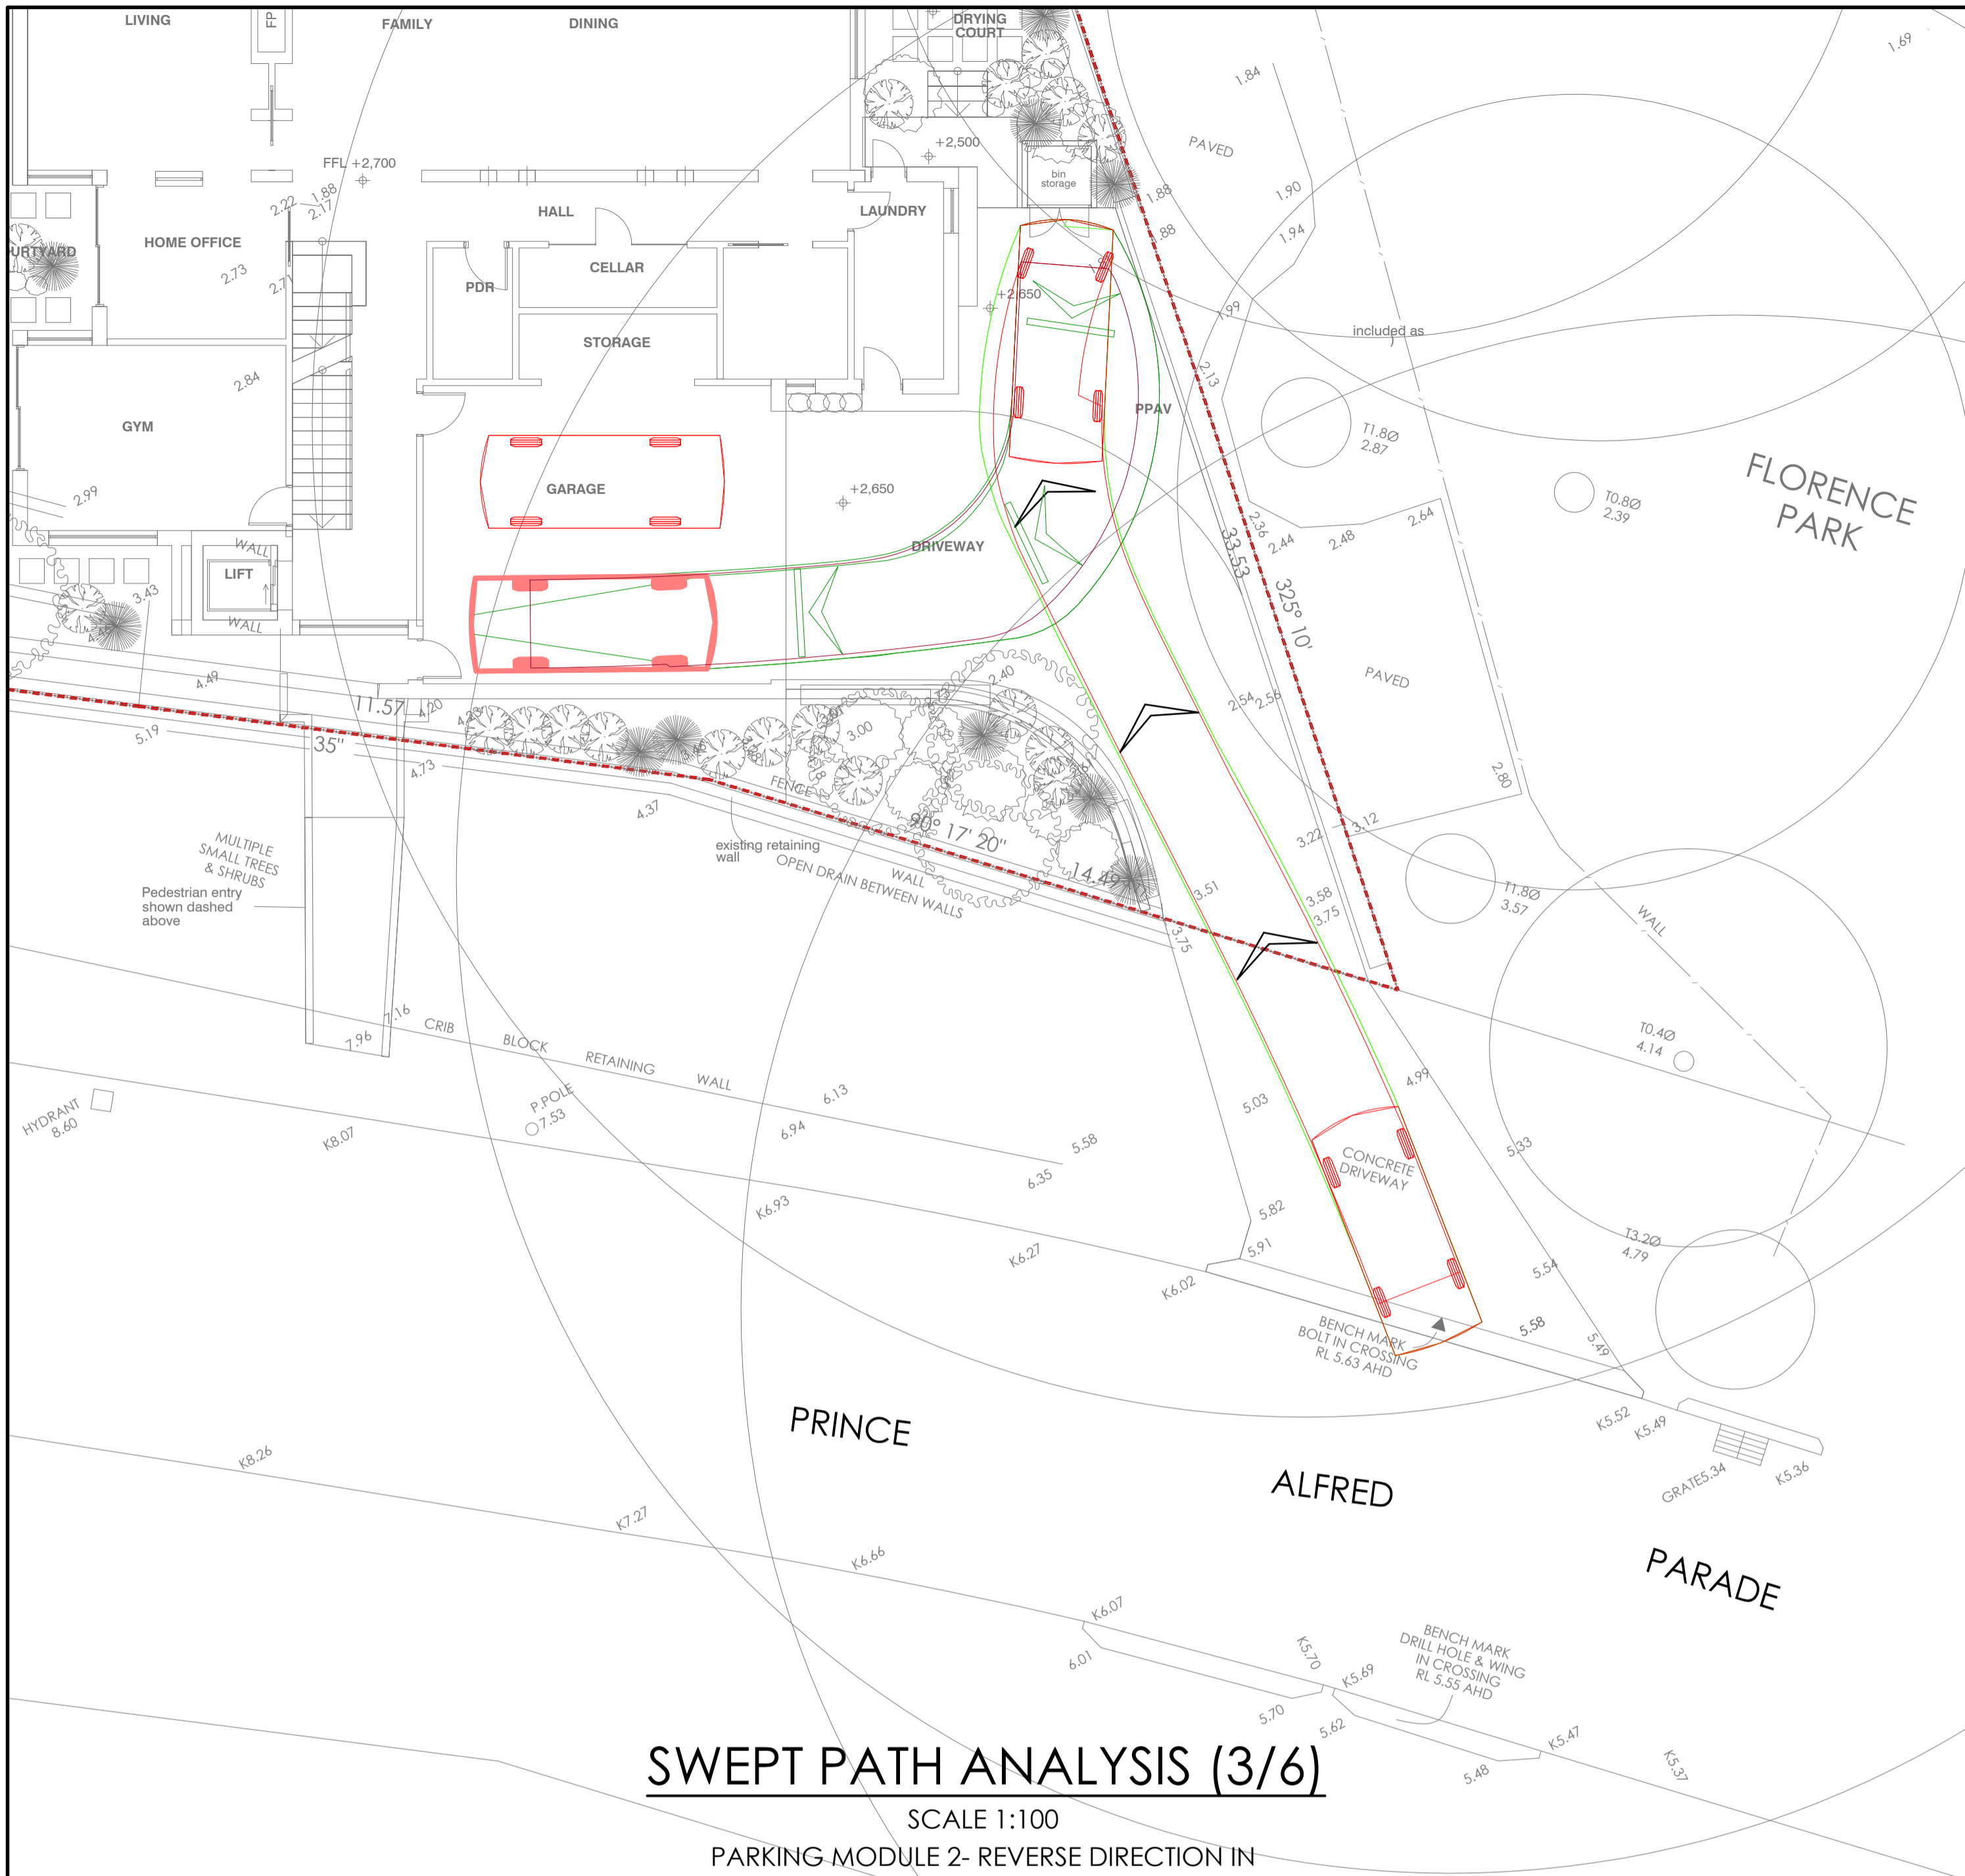 LIVING
FP
FAMILY
DINING
DRYING
COURT
1.69
1.84
PAVED
+2,500
FFL +2,700
bin
storage
1.88
2.22
2.17
1.88
1.90
HALL
LAUNDRY
1.88
1.94
URTYARD
HOME OFFICE
CELLAR
2.73
2.71
PDR
+2,650
1.99
included as
STORAGE
2.84
2.13
PPAV
GYM
T1.8Ø
2.87
FLORENCE
PARK
GARAGE
+2,650
T0.8Ø
2.39
2.99
2.36
2.44
2.48
2.64
33.53
DRIVEWAY
WALL
LIFT
325° 10'
3.43
WALL
4.49
11.57
4.20
2.40
PAVED
2.54
2.56
5.19
35"
3.00
4.73
2.80
FENCE
4.37
90° 17' 20"
3.22
3.12
existing retaining
wall
MULTIPLE
SMALL TREES
& SHRUBS
OPEN DRAIN BETWEEN WALLS
WALL
14.49
Pedestrian entry
shown dashed
above
3.51
3.58
3.75
T1.8Ø
3.57
WALL
3.75
7.16
7.96
CRIB
BLOCK
RETAINING
WALL
T0.4Ø
4.14
4.99
HYDRANT
8.60
P.POLE
7.53
6.13
5.03
K8.07
6.94
5.58
5.33
CONCRETE
DRIVEWAY
6.35
K6.93
5.82
5.91
K6.27
T3.2Ø
4.79
K6.02
5.54
BENCH MARK
BOLT IN CROSSING
RL 5.63 AHD
5.58
5.49
PRINCE
K5.52
K5.49
K8.26
ALFRED
GRATE5.34
K5.36
K7.27
K6.66
PARADE
K6.07
6.01
K5.70
K5.69
BENCH MARK
DRILL HOLE & WING
IN CROSSING
RL 5.55 AHD
5.70
5.62
K5.47
5.48
K5.37
SWEPT PATH ANALYSIS (3/6)
SCALE 1:100
PARKING MODULE 2- REVERSE DIRECTION IN